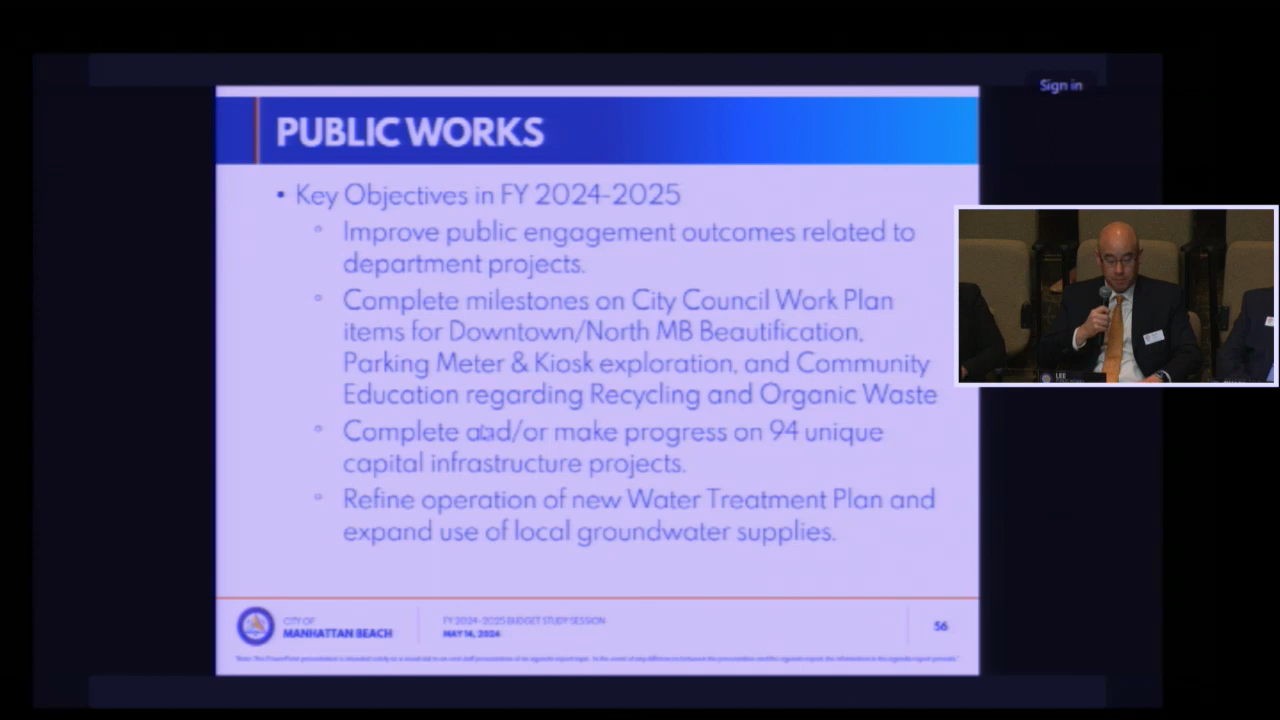 Sign in
PUBLIC WORKS
▪ Key Objectives in FY 2024-2025
◦ Improve public engagement outcomes related to
department projects.
◦ Complete milestones on City Council Work Plan
items for Downtown/North MB Beautification,
Parking Meter & Kiosk exploration, and Community
Education regarding Recycling and Organic Waste
◦ Complete and/or make progress on 94 unique
capital infrastructure projects.
◦ Refine operation of new Water Treatment Plan and
expand use of local groundwater supplies.
LEE
CITY OF
MANHATTAN BEACH
FY 2024-2025 BUDGET STUDY SESSION
MAY 14, 2024
56